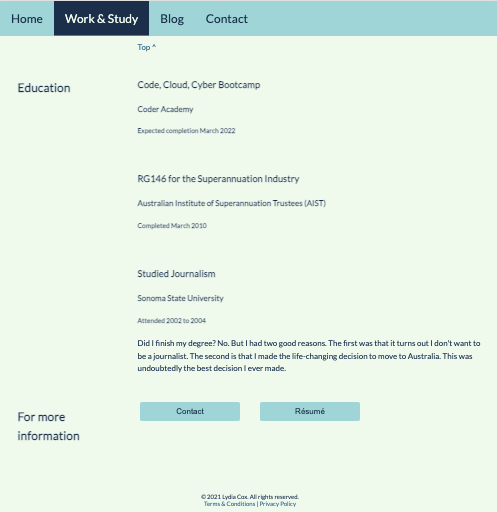 Home Work & Study Blog Contact
Top ^
Education
Code, Cloud, Cyber Bootcamp
Coder Academy
Expected completion March 2022
RG146 for the Superannuation Industry
Australian Institute of Superannuation Trustees (AIST)
Completed March 2010
Studied Journalism
Sonoma State University
Attended 2002 to 2004
Did I finish my degree? No. But I had two good reasons. The first was that it turns out I don't want to
be a journalist. The second is that I made the life-changing decision to move to Australia. This was
undoubtedly the best decision I ever made.
For more
information
Contact Résumé
© 2021 Lydia Cox. All rights reserved.
Terms & Conditions | Privacy Policy